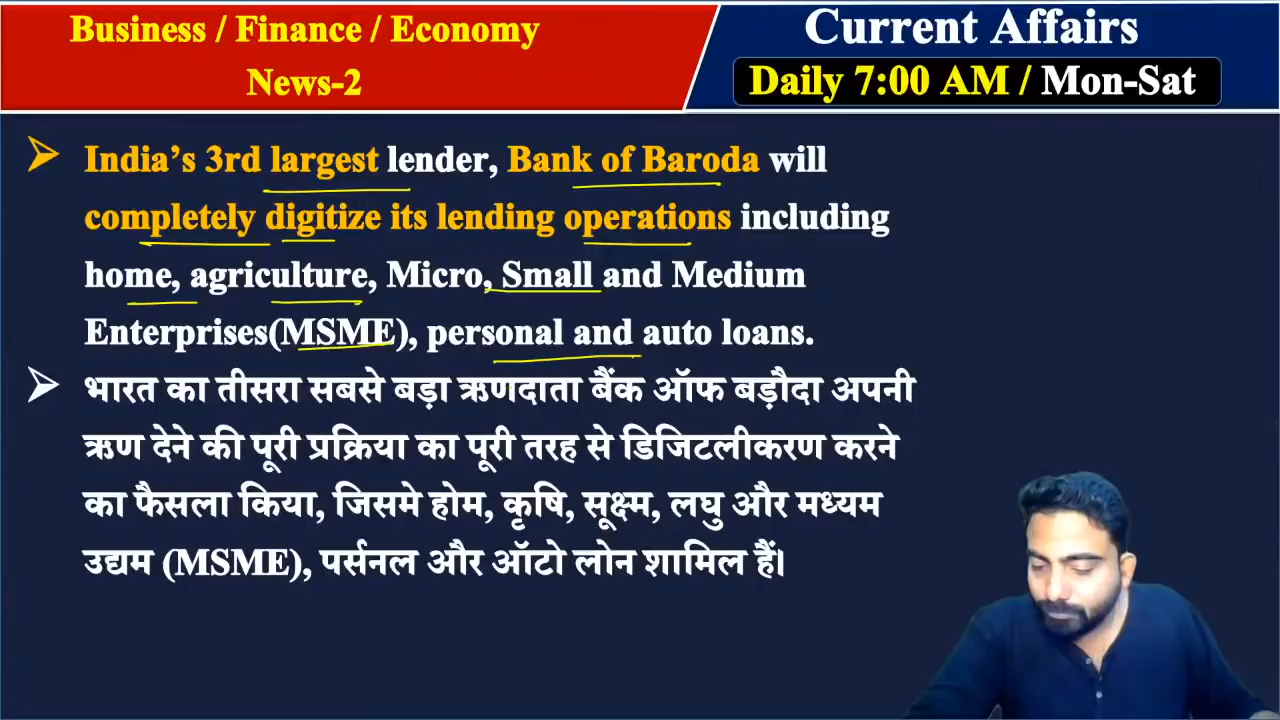 Business / Finance / Economy
News-2
Current Affairs
Daily 7:00 AM / Mon-Sat
India’s 3rd largest lender, Bank of Baroda will
completely digitize its lending operations including
home, agriculture, Micro, Small and Medium
Enterprises(MSME), personal and auto loans.
भारत का तीसरा सबसे बड़ा ऋणदाता बैंक ऑफ बड़ौदा अपनी
ऋण देने की पूरी प्रक्रिया का पूरी तरह से डिजिटलीकरण करने
का फैसला किया, जिसमे होम, कृषि, सूक्ष्म, लघु और मध्यम
उद्यम (MSME), पर्सनल और ऑटो लोन शामिल हैं।